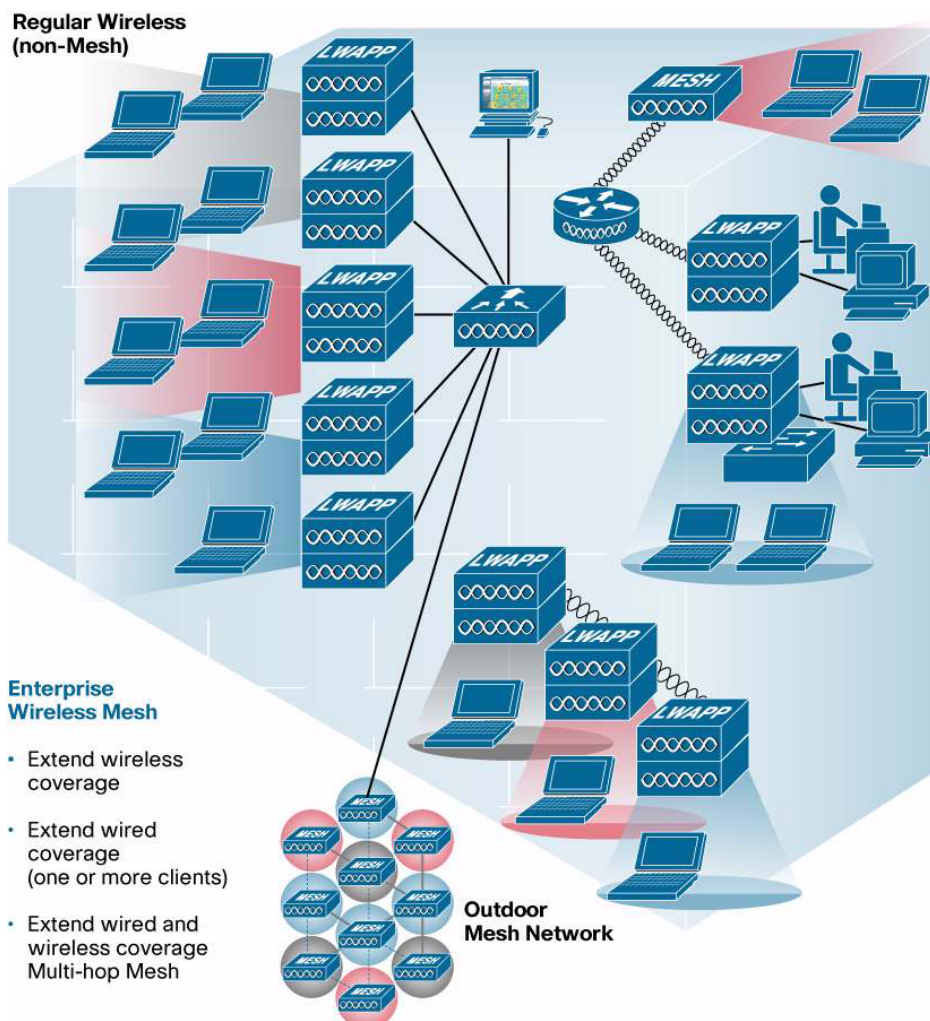 Regular Wireless
(non-Mesh)
LWAPP
LWAPP
LWAPP
LWAPP
LWAPP
MESH
LWAPP
LWAPP
LWAPP
LWAPP
LWAPP
Enterprise
Wireless Mesh
• Extend wireless
coverage
• Extend wired
coverage
(one or more clients)
• Extend wired and
wireless coverage
Multi-hop Mesh
MESH
MESH
MESH
MESH
MESH
MESH
MESH
MESH
MESH
MESH
Outdoor
Mesh Network